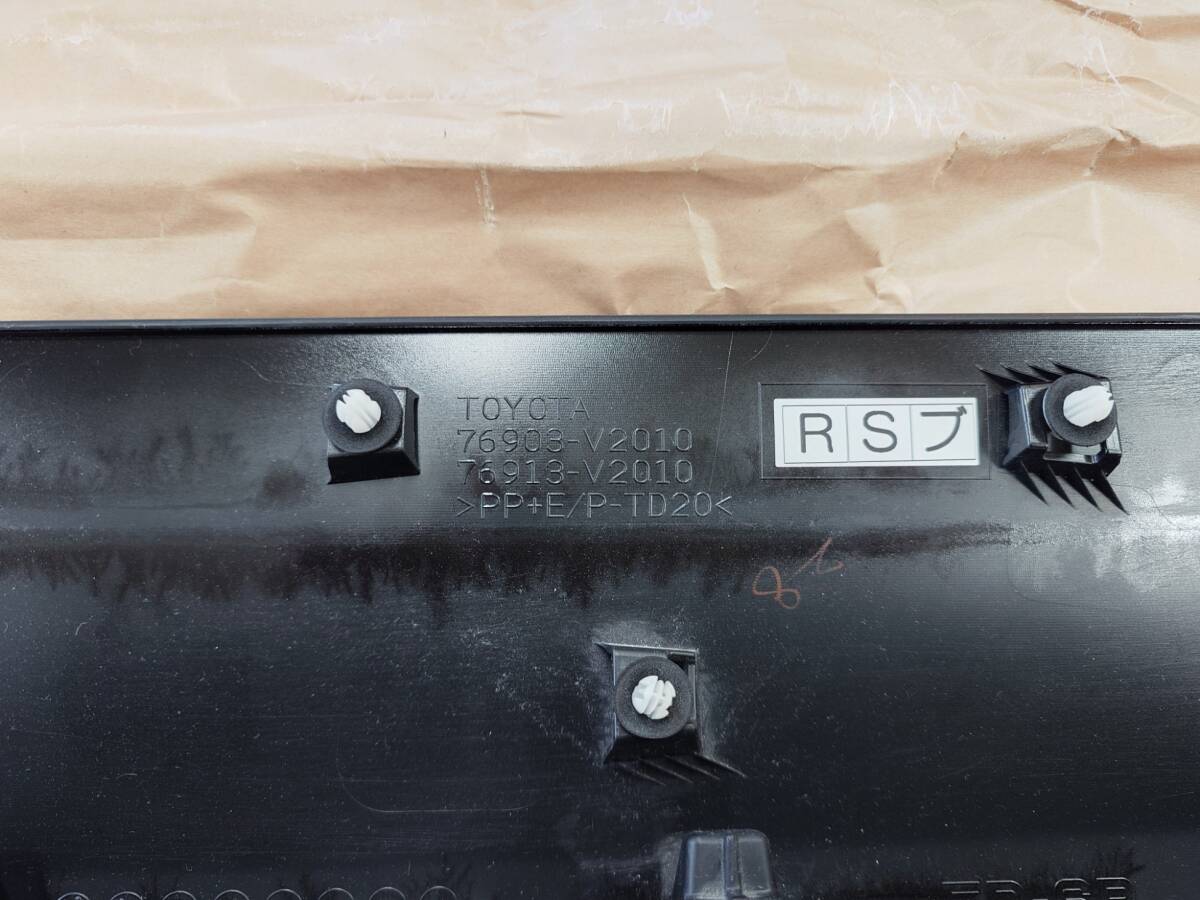 TOYOTA
76903-V2010
76913-V2010
>PP+E/P-TD20<
RSブ